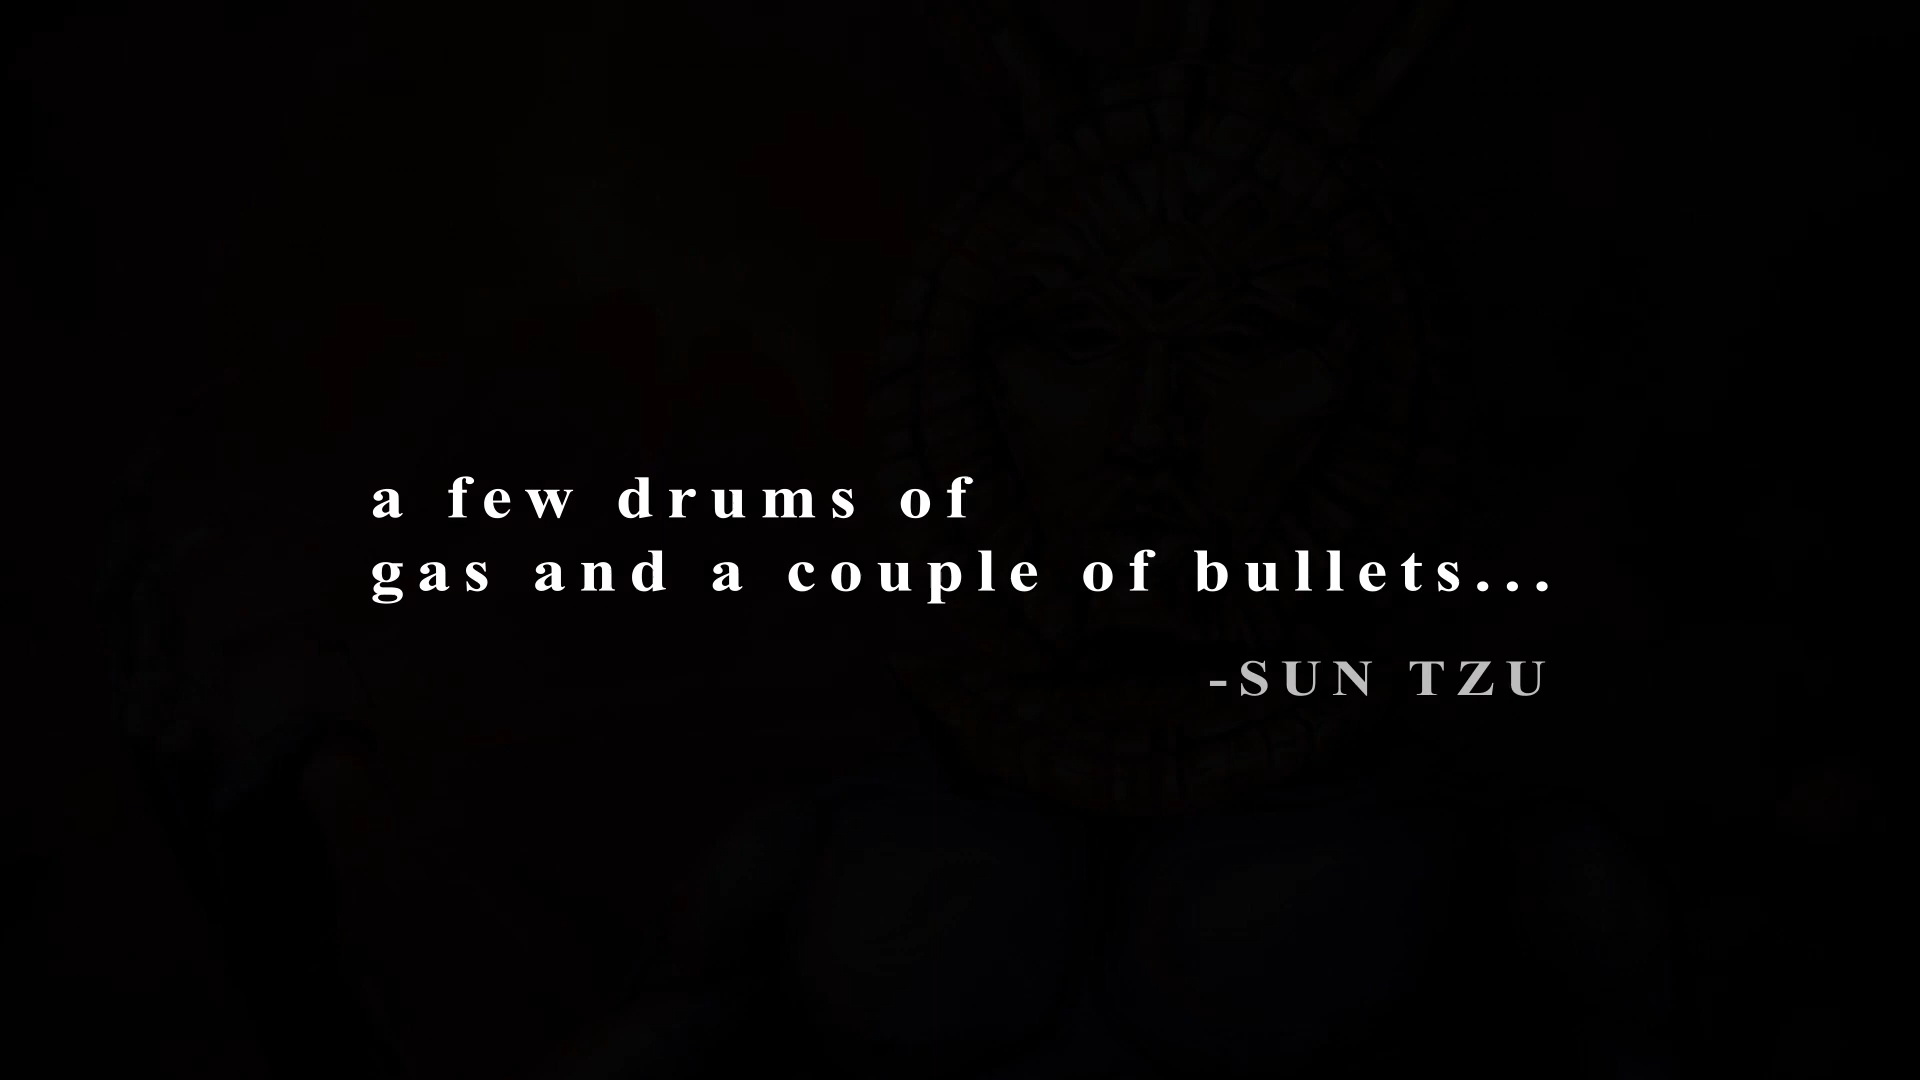 a few drums of
gas and a couple of bullets...
-SUN TZU